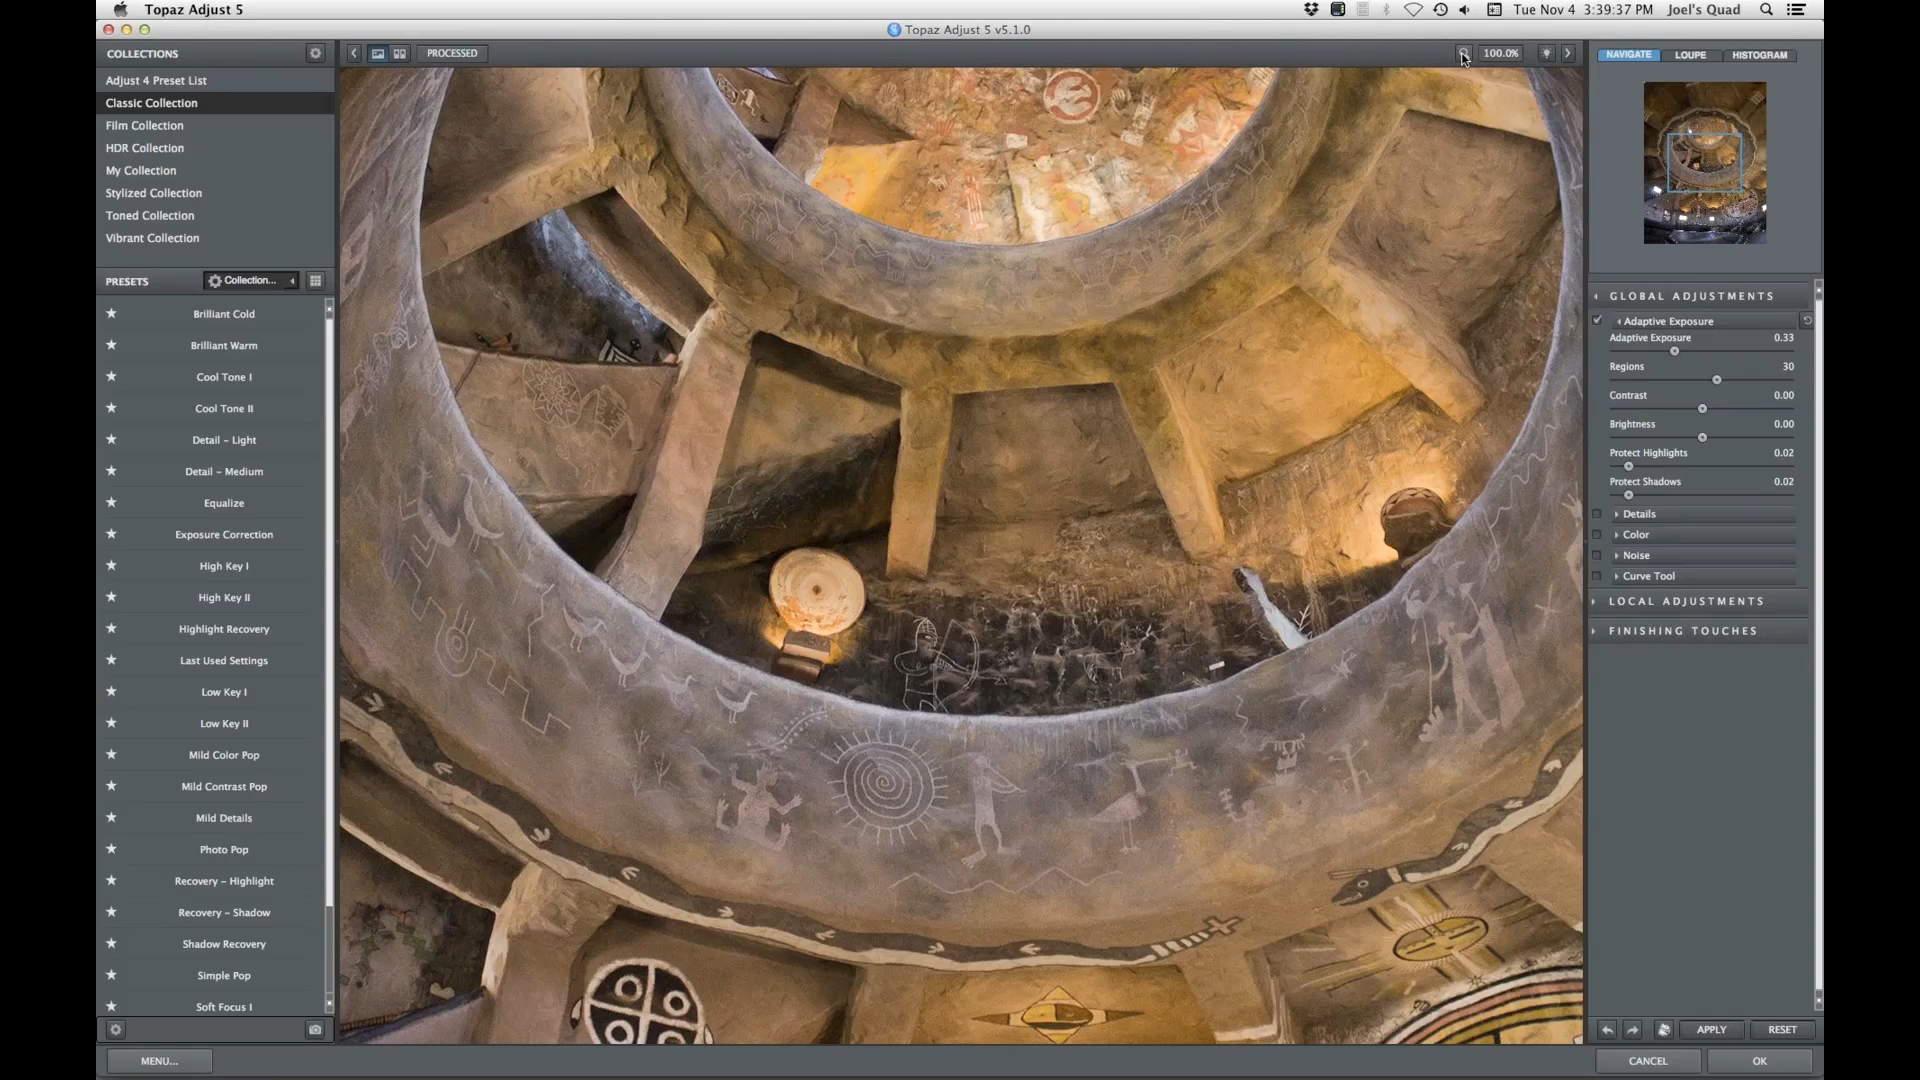 Topaz Adjust 5
Tue Nov 4 3:39:37 PM
Joel's Quad
Topaz Adjust 5 v5.1.0
COLLECTIONS
Adjust 4 Preset List
Classic Collection
Film Collection
HDR Collection
My Collection
Stylized Collection
Toned Collection
Vibrant Collection
PRESETS
Collection...
Brilliant Cold
Brilliant Warm
Cool Tone I
Cool Tone II
Detail - Light
Detail - Medium
Equalize
Exposure Correction
High Key I
High Key II
Highlight Recovery
Last Used Settings
Low Key I
Low Key II
Mild Color Pop
Mild Contrast Pop
Mild Details
Photo Pop
Recovery - Highlight
Recovery - Shadow
Shadow Recovery
Simple Pop
Soft Focus I
MENU...
PROCESSED
100.0%
NAVIGATE
LOUPE
HISTOGRAM
GLOBAL ADJUSTMENTS
Adaptive Exposure
Adaptive Exposure 0.33
Regions 30
Contrast 0.00
Brightness 0.00
Protect Highlights 0.02
Protect Shadows 0.02
Details
Color
Noise
Curve Tool
LOCAL ADJUSTMENTS
FINISHING TOUCHES
APPLY
RESET
CANCEL
OK